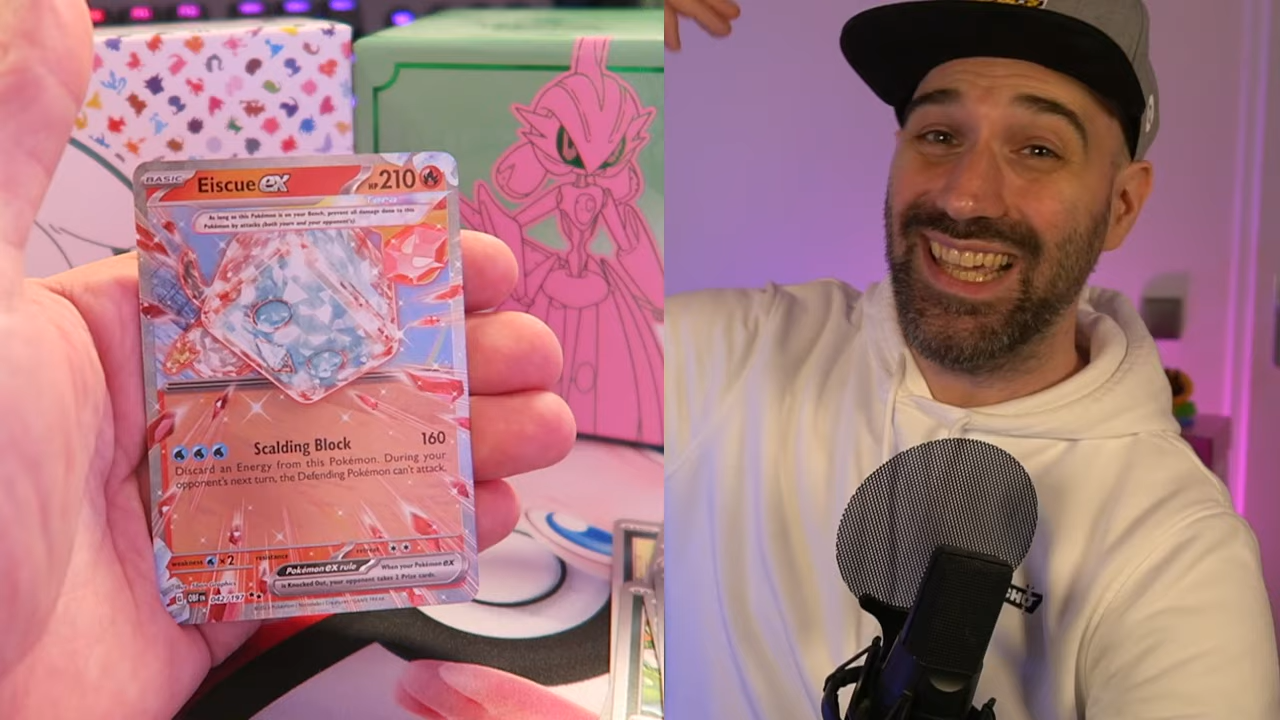 BASIC
Eiscue ex
HP 210
Tera
As long as this Pokémon is on your Bench, prevent all damage done to this
Pokémon by attacks (both yours and your opponent's).
Scalding Block 160
Discard an Energy from this Pokémon. During your
opponent's next turn, the Defending Pokémon can't attack.
weakness ×2 resistance retreat
Pokémon ex rule When your Pokémon ex
is Knocked Out, your opponent takes 2 Prize cards.
G OBF EN 042/197